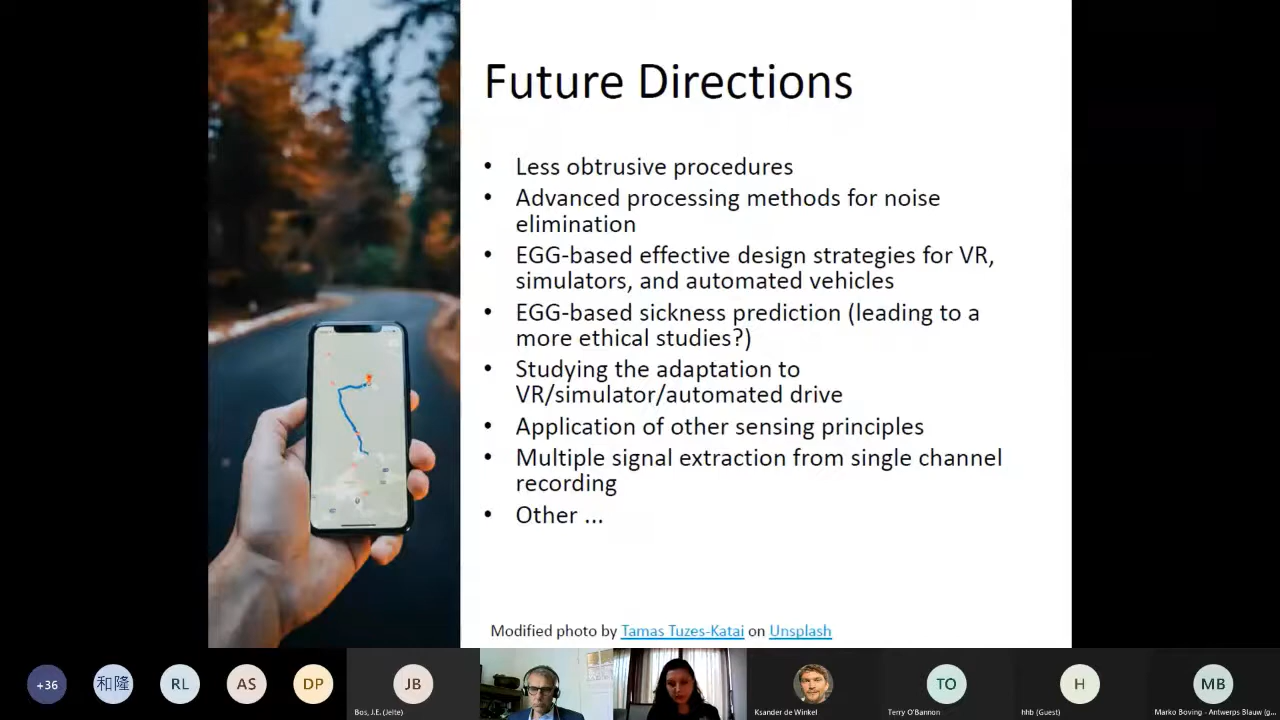 Future Directions
• Less obtrusive procedures
• Advanced processing methods for noise
elimination
• EGG-based effective design strategies for VR,
simulators, and automated vehicles
• EGG-based sickness prediction (leading to a
more ethical studies?)
• Studying the adaptation to
VR/simulator/automated drive
• Application of other sensing principles
• Multiple signal extraction from single channel
recording
• Other ...
Modified photo by Tamas Tuzes-Katai on Unsplash
+36
和隆
RL
AS
DP
JB
TO
H
MB
Bos, J.E. (Jelte)
Ksander de Winkel
Terry O'Bannon
hhb (Guest)
Marko Boving - Antwerps Blauw (g...